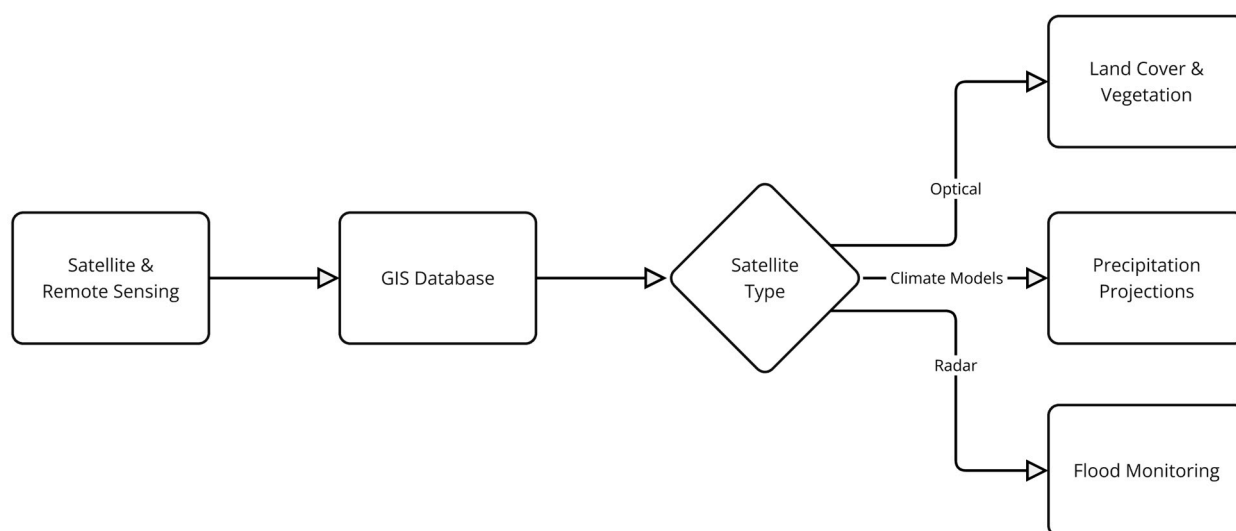 Satellite &
Remote Sensing
GIS Database
Satellite
Type
Optical
Climate Models
Radar
Land Cover &
Vegetation
Precipitation
Projections
Flood Monitoring